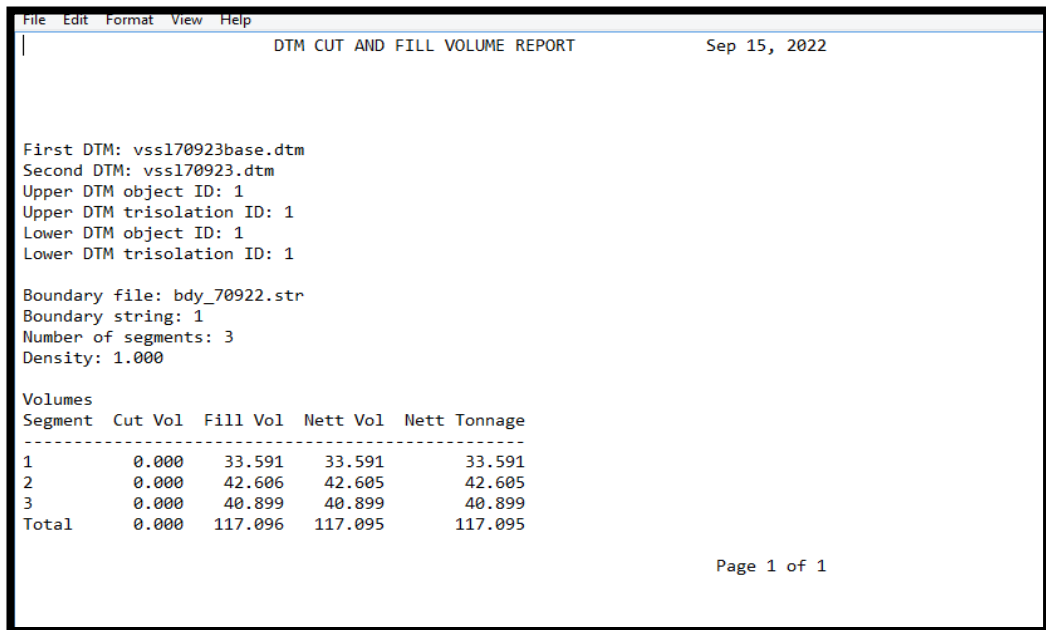 File Edit Format View Help
DTM CUT AND FILL VOLUME REPORT Sep 15, 2022
First DTM: vssl70923base.dtm
Second DTM: vssl70923.dtm
Upper DTM object ID: 1
Upper DTM trisolation ID: 1
Lower DTM object ID: 1
Lower DTM trisolation ID: 1
Boundary file: bdy_70922.str
Boundary string: 1
Number of segments: 3
Density: 1.000
Volumes
Segment Cut Vol Fill Vol Nett Vol Nett Tonnage
----------------------------------------------------
1 0.000 33.591 33.591 33.591
2 0.000 42.606 42.605 42.605
3 0.000 40.899 40.899 40.899
Total 0.000 117.096 117.095 117.095
Page 1 of 1